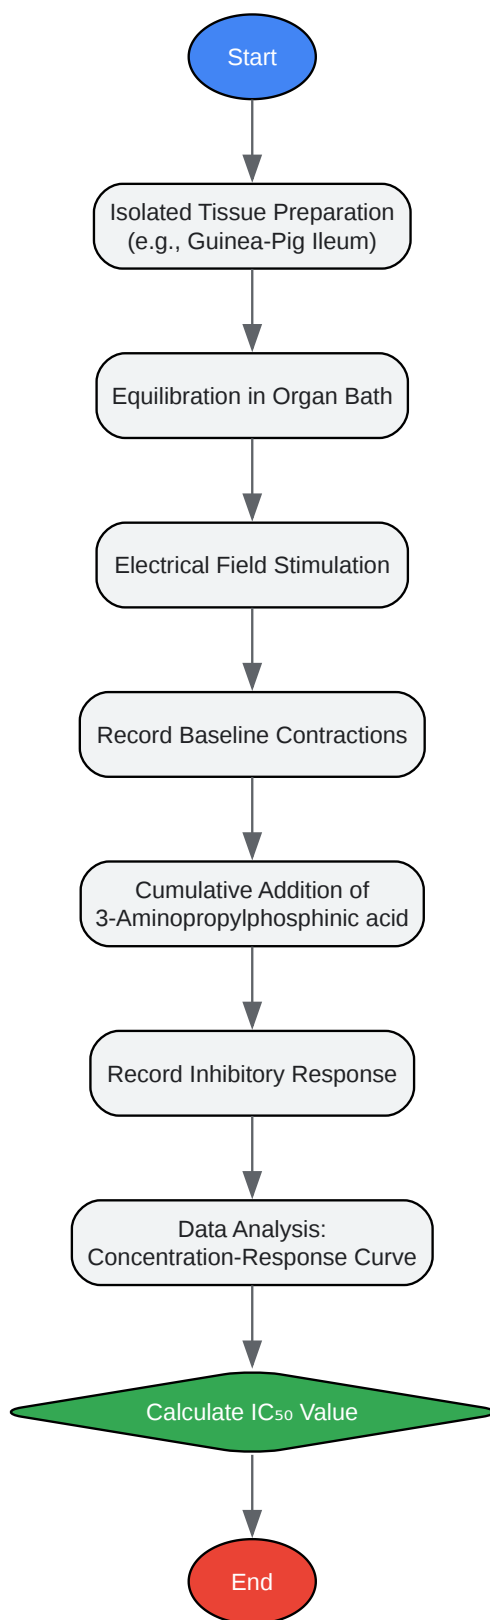 Start
Isolated Tissue Preparation
(e.g., Guinea-Pig Ileum)
Equilibration in Organ Bath
Electrical Field Stimulation
Record Baseline Contractions
Cumulative Addition of
3-Aminopropylphosphinic acid
Record Inhibitory Response
Data Analysis:
Concentration-Response Curve
Calculate IC₅₀ Value
End